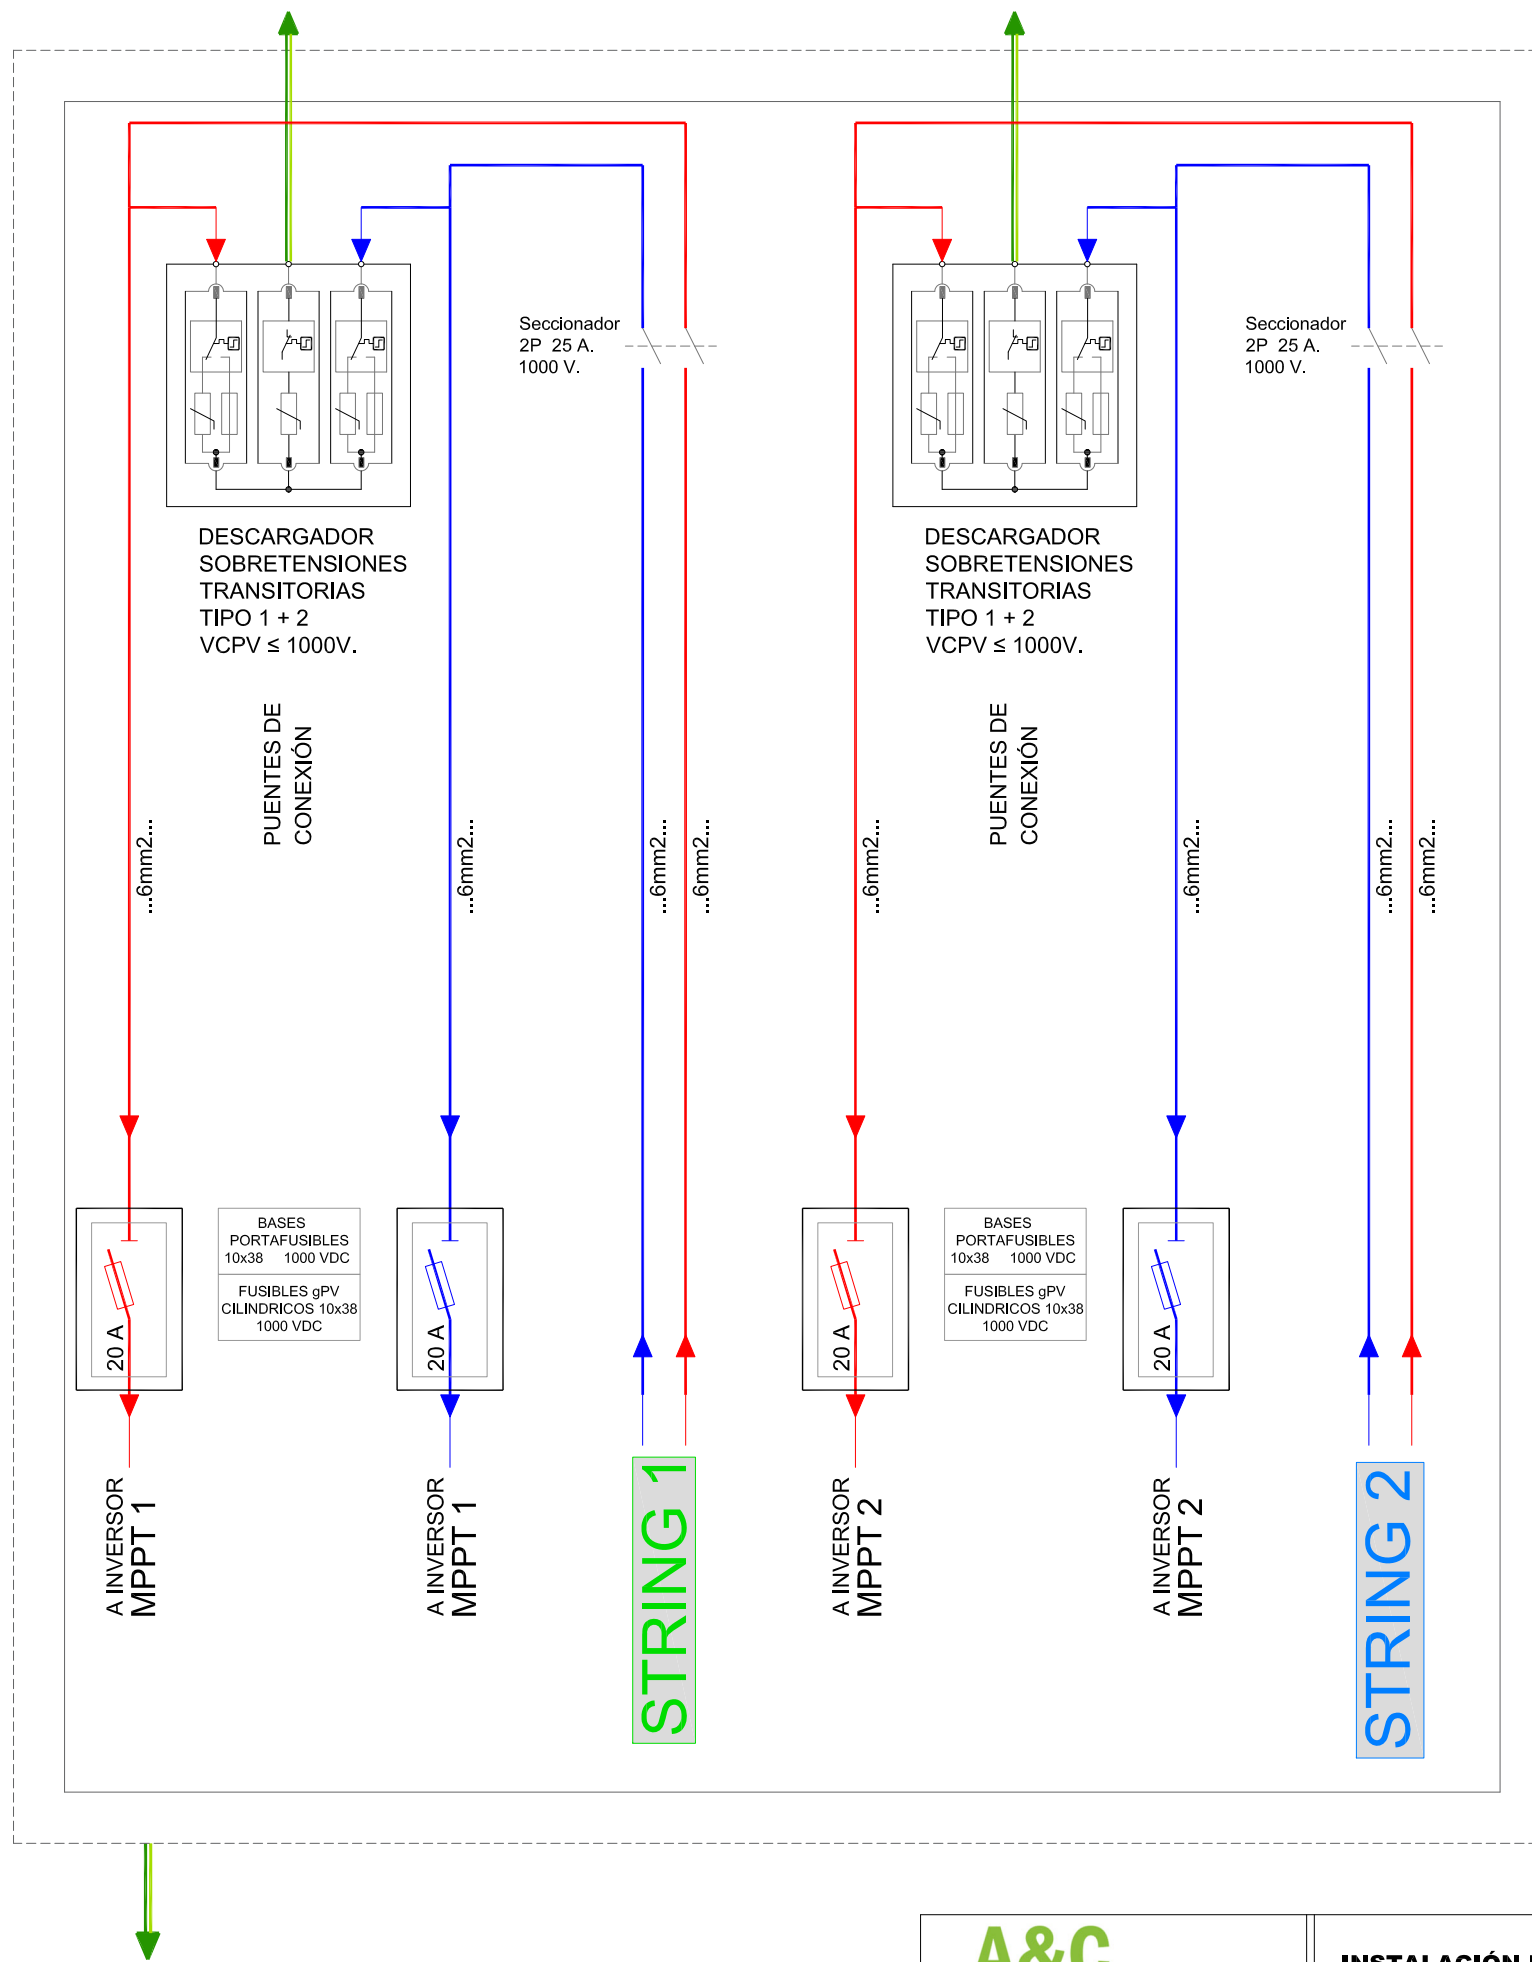 Seccionador
2P 25 A.
1000 V.
Seccionador
2P 25 A.
1000 V.
DESCARGADOR
SOBRETENSIONES
TRANSITORIAS
TIPO 1 + 2
VCPV ≤ 1000V.
DESCARGADOR
SOBRETENSIONES
TRANSITORIAS
TIPO 1 + 2
VCPV ≤ 1000V.
PUENTES DE
CONEXIÓN
PUENTES DE
CONEXIÓN
...6mm2...
...6mm2...
...6mm2...
...6mm2...
...6mm2...
...6mm2...
...6mm2...
...6mm2...
20 A
BASES
PORTAFUSIBLES
10x38 1000 VDC
FUSIBLES gPV
CILINDRICOS 10x38
1000 VDC
20 A
20 A
BASES
PORTAFUSIBLES
10x38 1000 VDC
FUSIBLES gPV
CILINDRICOS 10x38
1000 VDC
20 A
A INVERSOR
MPPT 1
A INVERSOR
MPPT 1
STRING 1
A INVERSOR
MPPT 2
A INVERSOR
MPPT 2
STRING 2
A&C
INSTALACIÓN